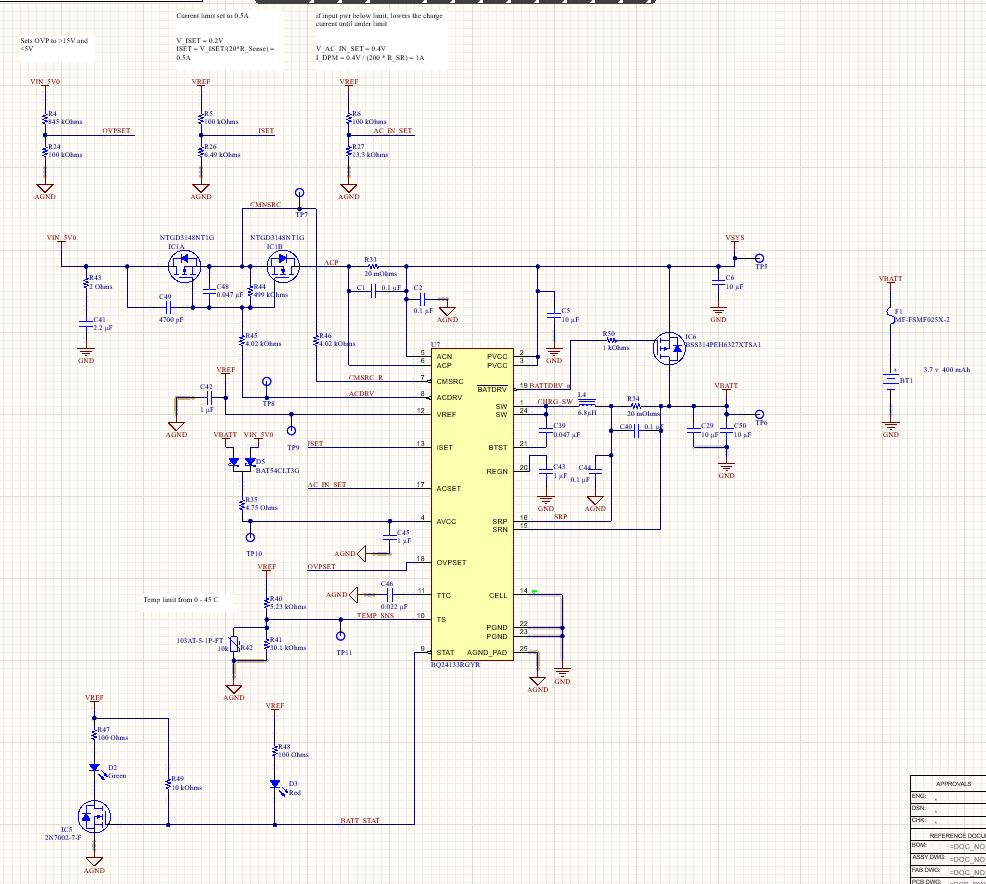 Current limit set to 0.5A
V_ISET = 0.2V
ISET = V_ISET/(20*R_Sense) =
0.5A
if input pwr below limit, lowers the charge
current until under limit
V_AC_IN_SET = 0.4V
I_DPM = 0.4V / (200 * R_SR) = 1A
Sets OVP to >15V and
<5V
VIN_5V0
R4
845 kOhms
OVPSET
R24
100 kOhms
AGND
VREF
R5
100 kOhms
ISET
R26
6.49 kOhms
AGND
VREF
R6
100 kOhms
AC_IN_SET
R27
13.3 kOhms
AGND
CMNSRC
TP7
VIN_5V0
NTGD3148NT1G
IC1A
NTGD3148NT1G
IC1B
ACP
R33
20 mOhms
VSYS
TP5
R43
2 Ohms
C48
0.047 µF
R44
499 kOhms
C49
4700 pF
C1
0.1 µF
C2
0.1 µF
AGND
C41
2.2 µF
GND
C5
10 µF
GND
C6
10 µF
GND
VBATT
F1
MF-FSMF025X-2
BT1
3.7 v 400 mAh
GND
R45
4.02 kOhms
R46
4.02 kOhms
R50
1 kOhms
IC6
BSS314PEH6327XTSA1
U7
5 ACN
6 ACP
7 CMSRC
8 ACDRV
12 VREF
13 ISET
17 ACSET
4 AVCC
18 OVPSET
11 TTC
10 TS
9 STAT
PVCC 2
PVCC 3
BATDRV 19
SW 1
SW 24
BTST 21
REGN 20
SRP 16
SRN 15
CELL 14
PGND 22
PGND 23
AGND_PAD 25
BQ24133RGYR
CMSRC_R
ACDRV
TP8
VREF
C42
1 µF
AGND
TP9
BATTDRV_n
CHRG_SW
L4
6.8µH
R34
20 mOhms
VBATT
TP6
C39
0.047 µF
C40
0.1 µF
C29
10 µF
C50
10 µF
GND
C43
1 µF
GND
C44
0.1 µF
AGND
SRP
ISET
VBATT
VIN_5V0
D5
BAT54CLT3G
AC_IN_SET
R35
4.75 Ohms
TP10
C45
1 µF
AGND
OVPSET
C46
0.022 µF
AGND
VREF
Temp limit from 0 - 45 C
R40
5.23 kOhms
TEMP_SNS
TP11
103AT-5-1P-FT
10k
R42
R41
30.1 kOhms
AGND
AGND
GND
VREF
R47
100 Ohms
D2
Green
R49
10 kOhms
IC5
2N7002-7-F
AGND
VREF
R48
100 Ohms
D3
Red
BATT_STAT
APPROVALS
ENG:
DSN:
CHK:
REFERENCE DOCU
BOM: =DOC_NO_
ASSY DWG: =DOC_NO_
FAB DWG: =DOC_NO_
PCB DWG: